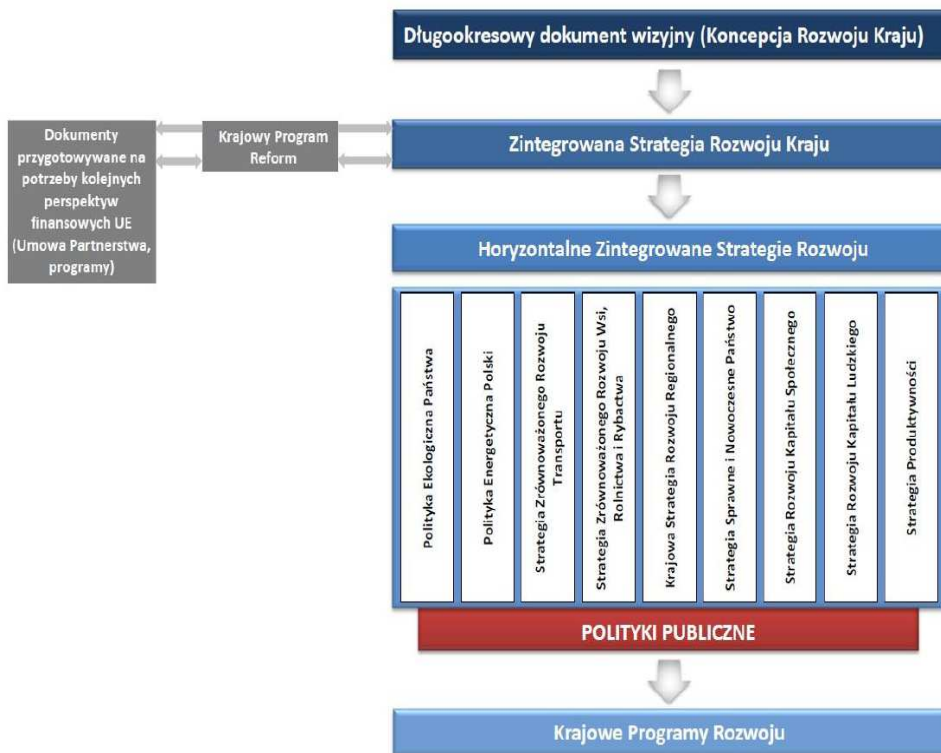 Długookresowy dokument wizyjny (Koncepcja Rozwoju Kraju)
Dokumenty
przygotowywane na
potrzeby kolejnych
perspektyw
finansowych UE
(Umowa Partnerstwa,
programy)
Krajowy Program
Reform
Zintegrowana Strategia Rozwoju Kraju
Horyzontalne Zintegrowane Strategie Rozwoju
Polityka Ekologiczna Państwa
Polityka Energetyczna Polski
Strategia Zrównoważonego Rozwoju
Transportu
Strategia Zrównoważonego Rozwoju Wsi,
Rolnictwa i Rybactwa
Krajowa Strategia Rozwoju Regionalnego
Strategia Sprawne i Nowoczesne Państwo
Strategia Rozwoju Kapitału Społecznego
Strategia Rozwoju Kapitału Ludzkiego
Strategia Produktywności
POLITYKI PUBLICZNE
Krajowe Programy Rozwoju